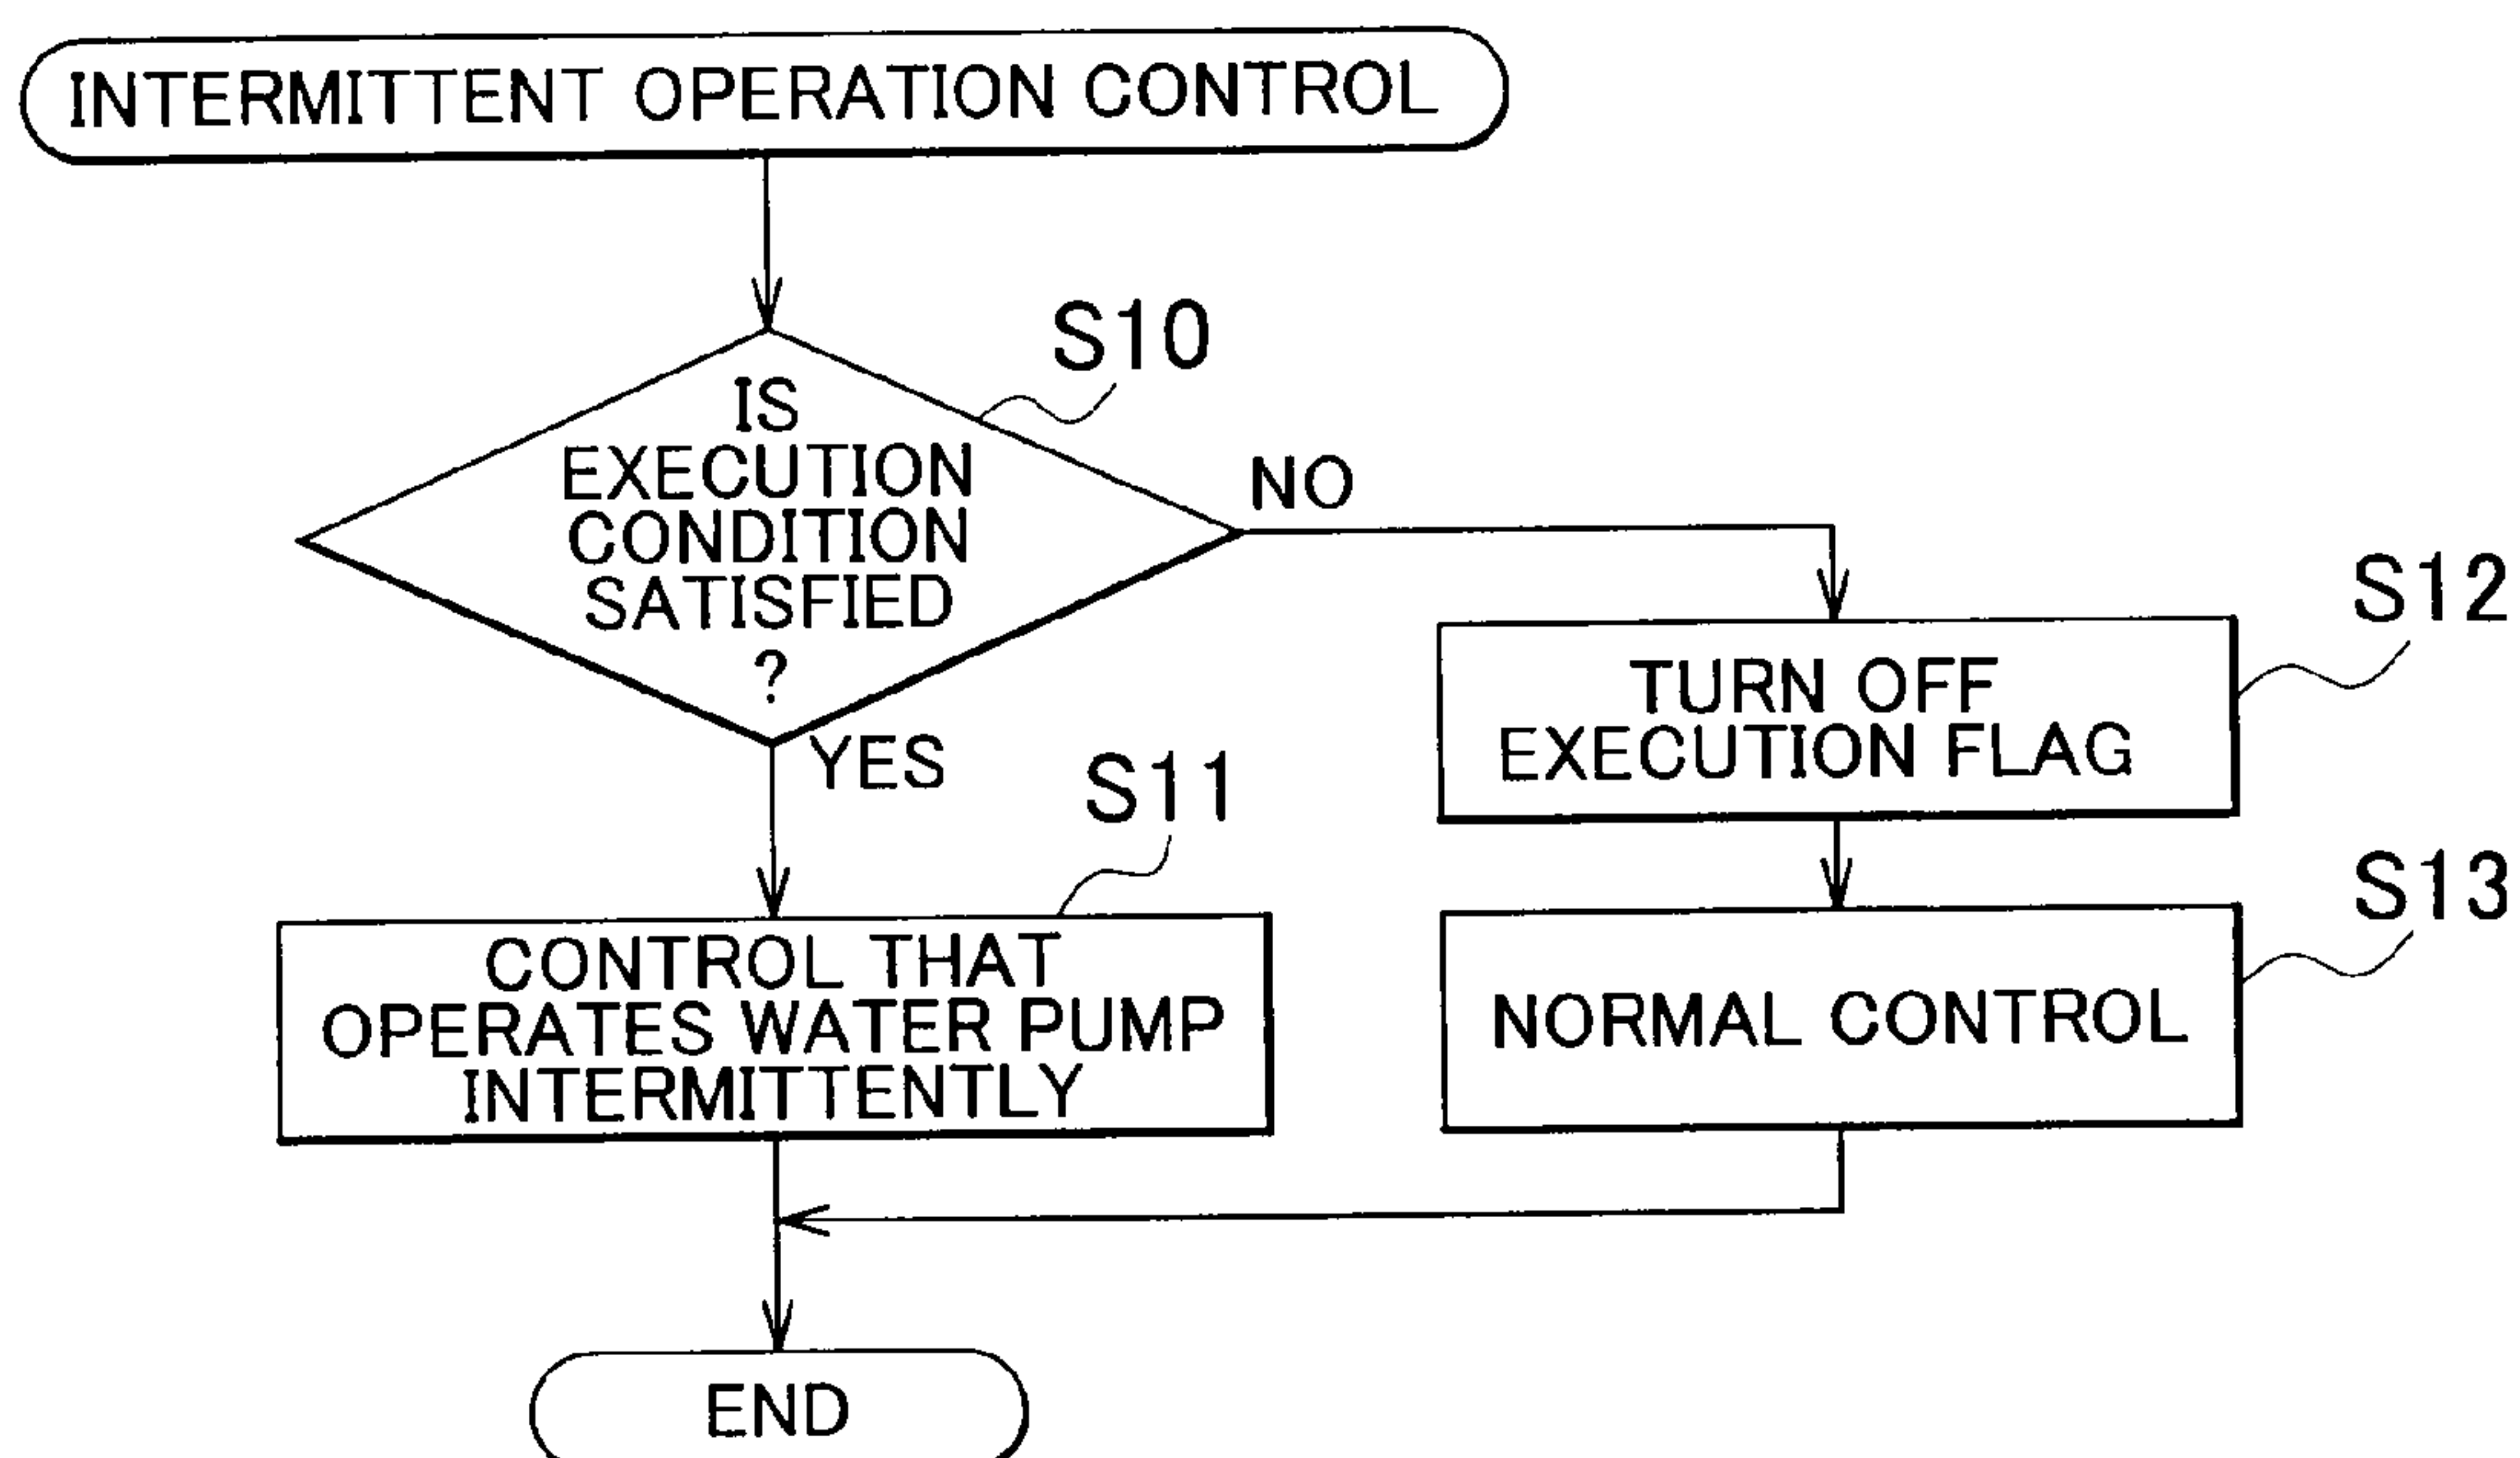 INTERMITTENT OPERATION CONTROL
S10
IS
EXECUTION
CONDITION
SATISFIED
?
NO
YES
S12
TURN OFF
EXECUTION FLAG
S11
CONTROL THAT
OPERATES WATER PUMP
INTERMITTENTLY
S13
NORMAL CONTROL
END